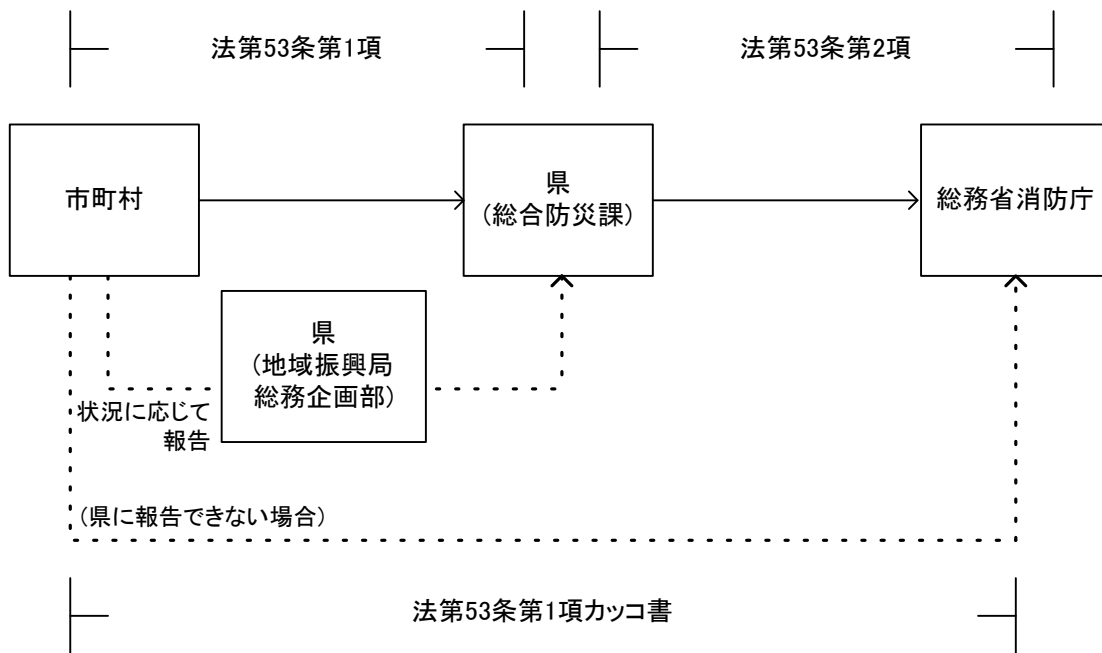 法第53条第1項
法第53条第2項
市町村
県
(総合防災課)
総務省消防庁
県
(地域振興局
総務企画部)
状況に応じて
報告
(県に報告できない場合)
法第53条第1項カッコ書